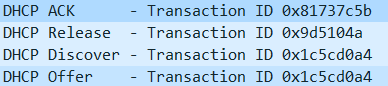 DHCP ACK      - Transaction ID 0x81737c5b
DHCP Release  - Transaction ID 0x9d5104a
DHCP Discover - Transaction ID 0x1c5cd0a4
DHCP Offer    - Transaction ID 0x1c5cd0a4